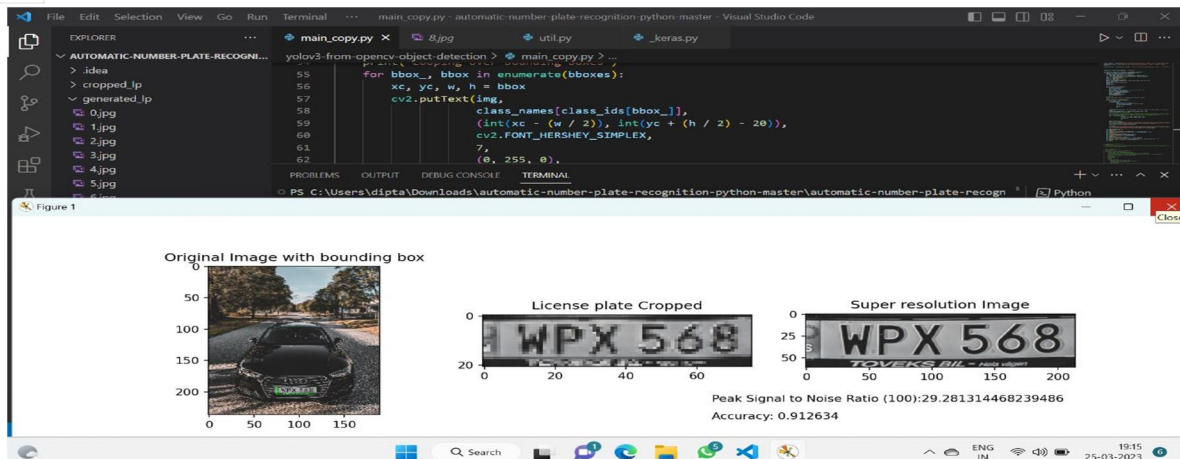 File Edit Selection View Go Run Terminal ··· main_copy.py - automatic-number-plate-recognition-python-master - Visual Studio Code
EXPLORER ···
main_copy.py × 8.jpg util.py _keras.py
AUTOMATIC-NUMBER-PLATE-RECOGNI...
yolov3-from-opencv-object-detection > main_copy.py > ...
> .idea
> cropped_lp
generated_lp
0.jpg
1.jpg
2.jpg
3.jpg
4.jpg
5.jpg
55 for bbox_, bbox in enumerate(bboxes):
56 xc, yc, w, h = bbox
57 cv2.putText(img,
58 class_names[class_ids[bbox_]],
59 (int(xc - (w / 2)), int(yc + (h / 2) - 20)),
60 cv2.FONT_HERSHEY_SIMPLEX,
61 7,
62 (0, 255, 0),
PROBLEMS OUTPUT DEBUG CONSOLE TERMINAL
PS C:\Users\dipta\Downloads\automatic-number-plate-recognition-python-master\automatic-number-plate-recogn
Python
Figure 1
Close
Original Image with bounding box
0
50
100
150
200
0 50 100 150
WPX 568
License plate Cropped
0
20
WPX 568
0 20 40 60
Super resolution Image
0
25
50
WPX 568
TOVEKS BIL - Hela vägen
0 50 100 150 200
Peak Signal to Noise Ratio (100):29.281314468239486
Accuracy: 0.912634
Search
ENG
IN
19:15
25-03-2023
6